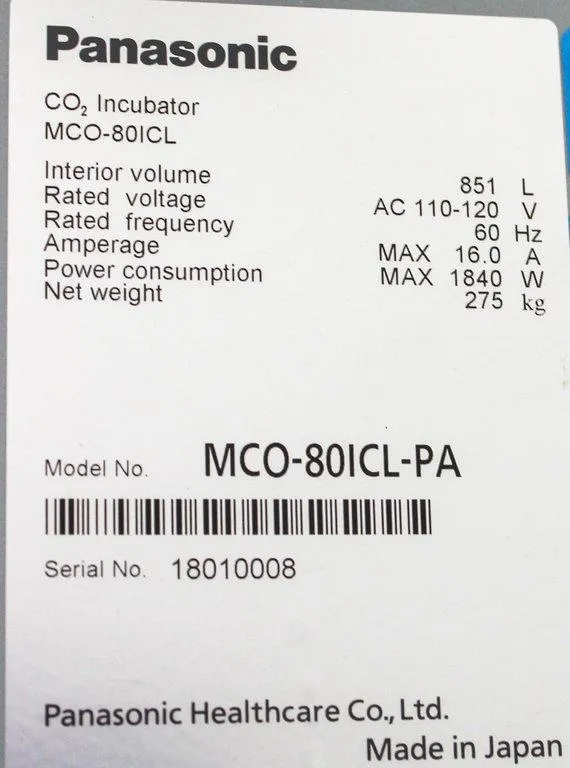 Panasonic
CO₂ Incubator
MCO-80ICL
Interior volume 851 L
Rated voltage AC 110-120 V
Rated frequency 60 Hz
Amperage MAX 16.0 A
Power consumption MAX 1840 W
Net weight 275 kg
Model No. MCO-80ICL-PA
Serial No. 18010008
Panasonic Healthcare Co., Ltd.
Made in Japan